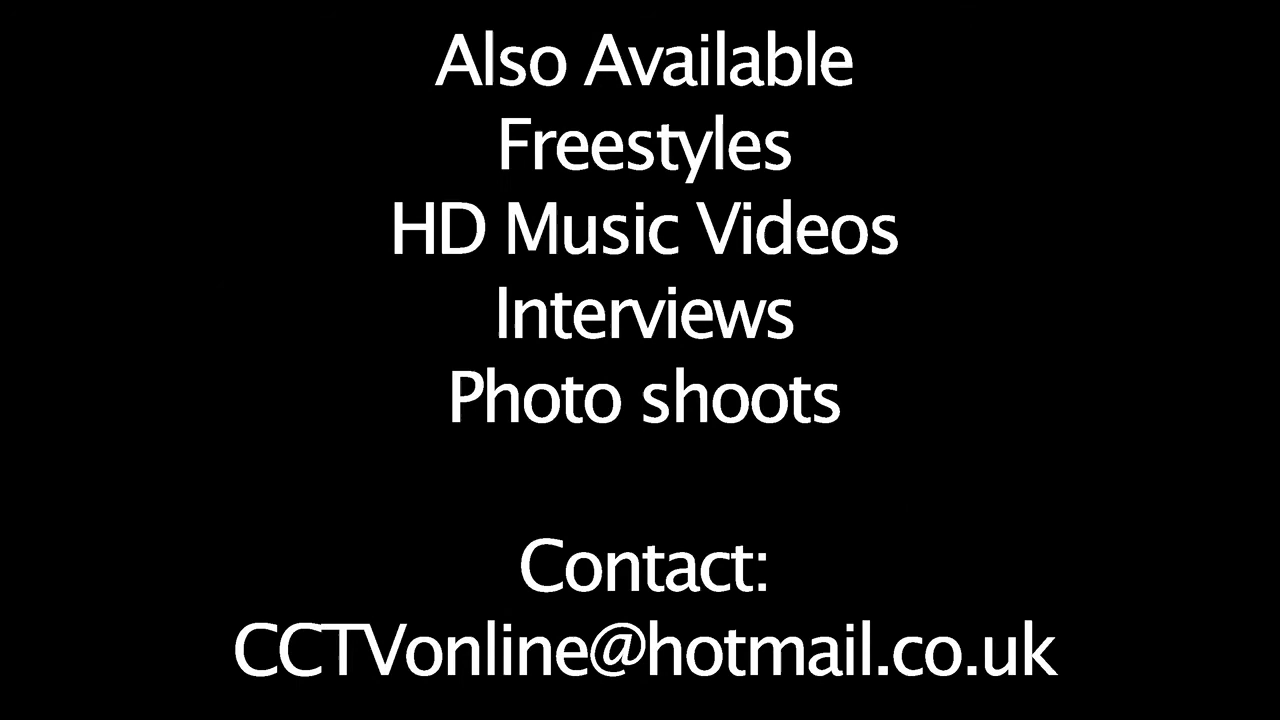 Also Available
Freestyles
HD Music Videos
Interviews
Photo shoots
Contact:
CCTVonline@hotmail.co.uk